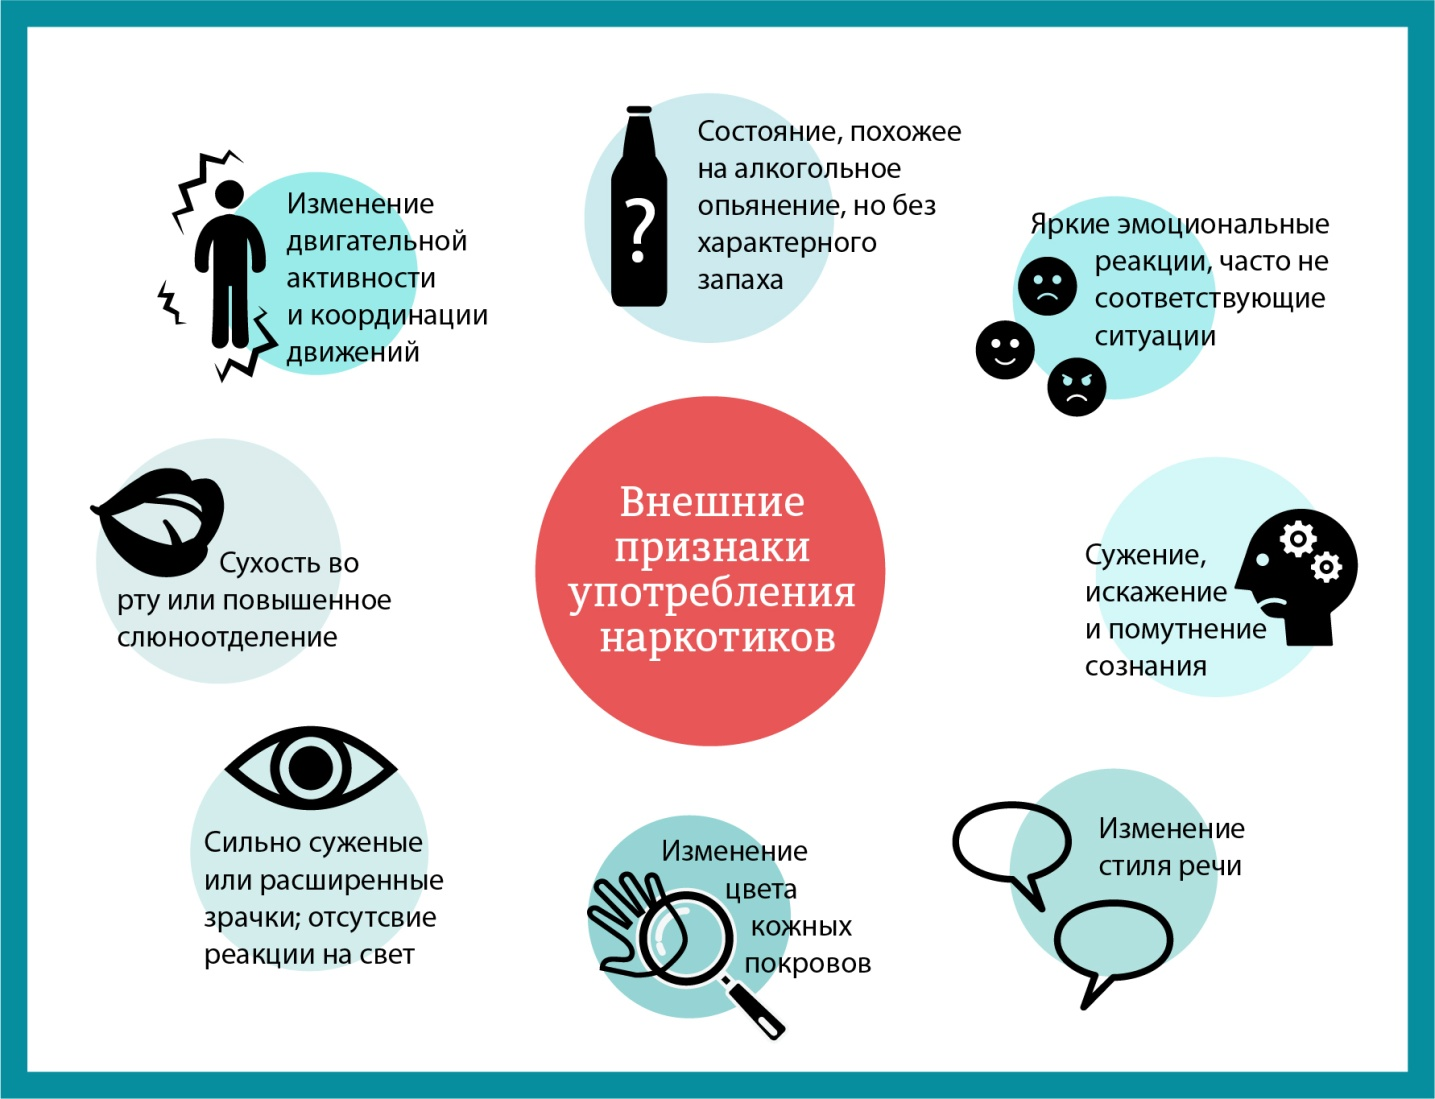 Состояние, похожее
на алкогольное
опьянение, но без
характерного
запаха
?
Изменение
двигательной
активности
и координации
движений
Яркие эмоциональные
реакции, часто не
соответствующие
ситуации
Внешние
признаки
употребления
наркотиков
Сухость во
рту или повышенное
слюноотделение
Сужение,
искажение
и помутнение
сознания
Сильно суженые
или расширенные
зрачки; отсутсвие
реакции на свет
Изменение
цвета
кожных
покровов
Изменение
стиля речи